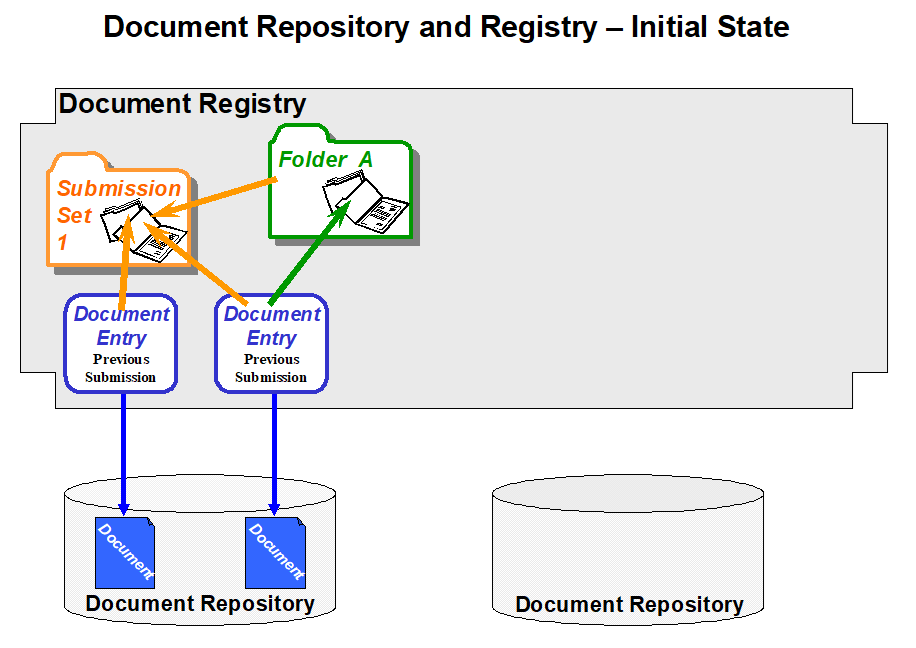 Document Repository and Registry – Initial State
Document Registry
Folder A
Submission
Set
1
Document
Entry
Previous
Submission
Document
Entry
Previous
Submission
Document
Document
Document Repository
Document Repository